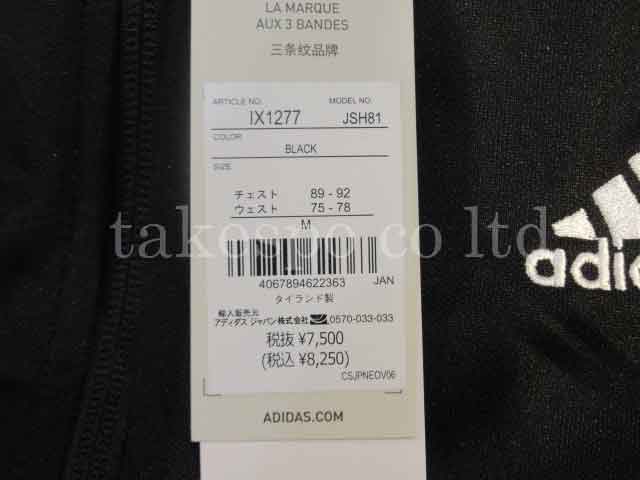 LA MARQUE
AUX 3 BANDES
三条纹品牌
ARTICLE NO. MODEL NO.
IX1277 JSH81
COLOR
BLACK
SIZE
チェスト 89 - 92
ウェスト 75 - 78
M
takespo co ltd
4067894622363 JAN
タイランド製
輸入販売元
アディダス ジャパン株式会社 0570-033-033
税抜 ¥7,500
(税込 ¥8,250)
CSJPNEOV06
ADIDAS.COM